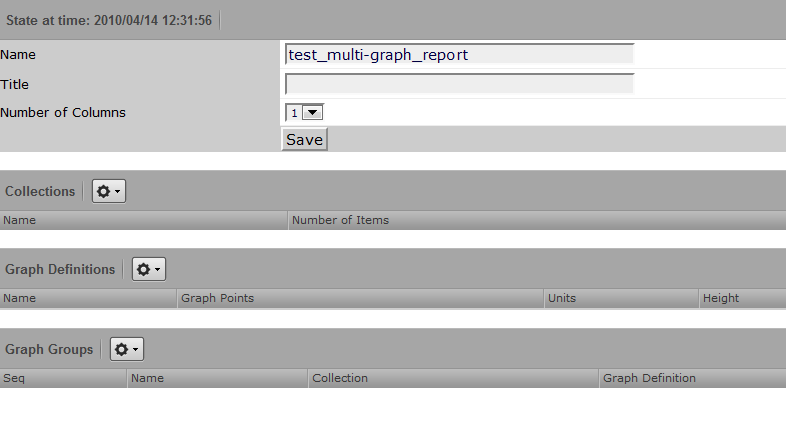 State at time: 2010/04/14 12:31:56
Name test_multi-graph_report
Title
Number of Columns 1
Save
Collections
Name Number of Items
Graph Definitions
Name Graph Points Units Height
Graph Groups
Seq Name Collection Graph Definition